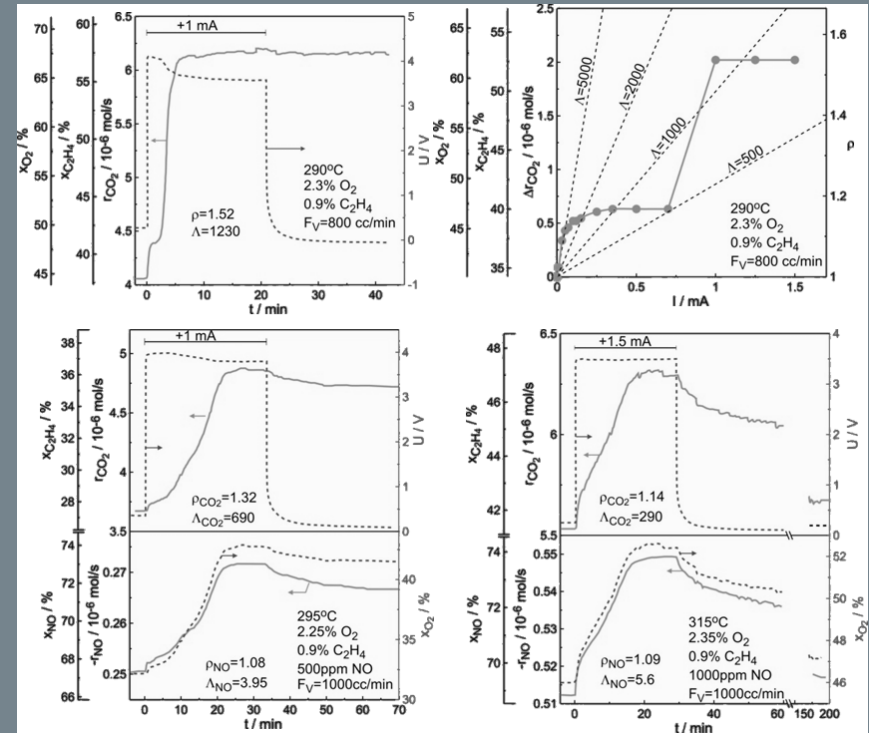 +1 mA
x_O2 / %
70
65
60
55
50
45
x_C2H4 / %
60
55
50
45
40
r_CO2 / 10^-6 mol/s
6.5
6
5.5
5
4.5
4
U / V
5
4
3
2
1
0
-1
ρ=1.52
Λ=1230
290ºC
2.3% O2
0.9% C2H4
F_V=800 cc/min
0 10 20 30 40
t / min
x_O2 / %
65
60
55
50
45
x_C2H4 / %
55
50
45
40
35
Δr_CO2 / 10^-6 mol/s
2.5
2
1.5
1
0.5
0
Λ=5000
Λ=2000
Λ=1000
Λ=500
1.6
1.4
1.2
1
ρ
290ºC
2.3% O2
0.9% C2H4
F_V=800 cc/min
0.0 0.5 1.0 1.5
I / mA
+1 mA
x_C2H4 / %
38
36
34
32
30
28
r_CO2 / 10^-6 mol/s
5
4.5
4
3.5
U / V
4
3
2
1
0
ρ_CO2=1.32
Λ_CO2=690
x_NO / %
74
72
70
68
66
-r_NO / 10^-6 mol/s
0.27
0.26
0.25
x_O2 / %
40
35
30
ρ_NO=1.08
Λ_NO=3.95
295ºC
2.25% O2
0.9% C2H4
500ppm NO
F_V=1000cc/min
0 10 20 30 40 50 60 70
t / min
+1.5 mA
x_C2H4 / %
48
46
44
42
r_CO2 / 10^-6 mol/s
6.5
6
5.5
U / V
4
3
2
1
0
ρ_CO2=1.14
Λ_CO2=290
x_NO / %
74
72
70
-r_NO / 10^-6 mol/s
0.55
0.54
0.53
0.52
0.51
x_O2 / %
52
50
48
46
ρ_NO=1.09
Λ_NO=5.6
315ºC
2.35% O2
0.9% C2H4
1000ppm NO
F_V=1000cc/min
0 20 40 60 150 200
t / min